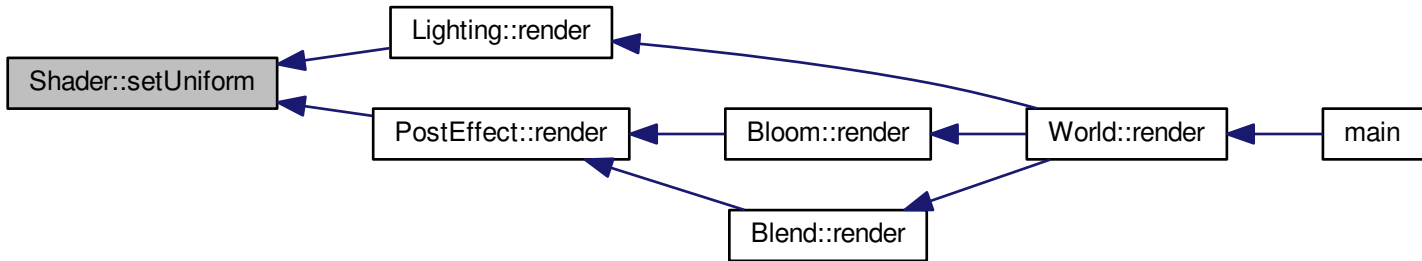 Lighting::render
Shader::setUniform
PostEffect::render
Bloom::render
World::render
main
Blend::render